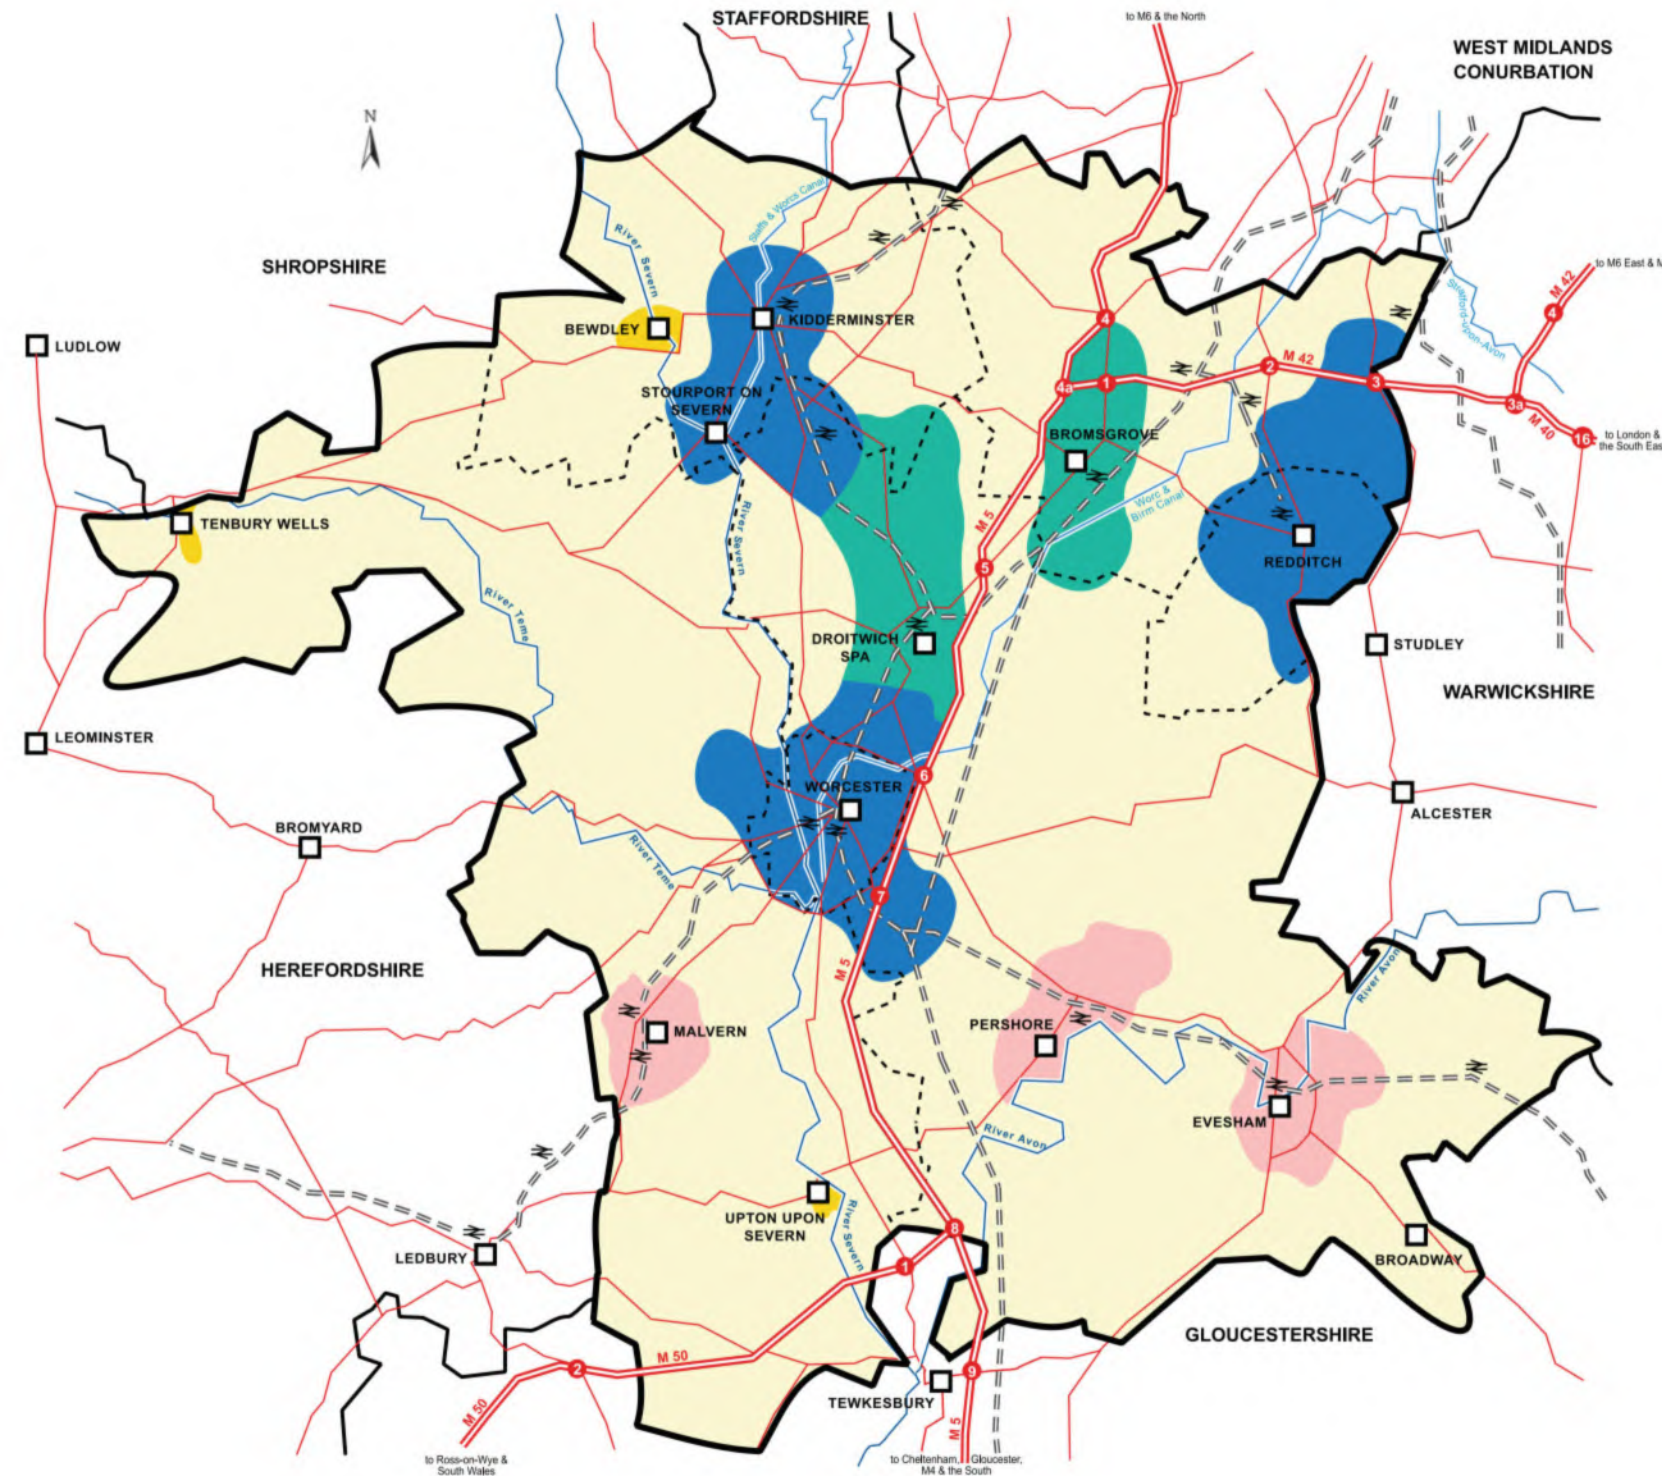 STAFFORDSHIRE
to M6 & the North
WEST MIDLANDS
CONURBATION
N
Staffs & Worcs Canal
River Severn
SHROPSHIRE
to M6 East & M
M 42
Stratford-upon-Avon
4
BEWDLEY
KIDDERMINSTER
4
LUDLOW
2
M 42
4a
1
3
3a
M 40
16
to London &
the South East
STOURPORT ON
SEVERN
BROMSGROVE
Worc &
Birm Canal
M 5
River Severn
TENBURY WELLS
REDDITCH
5
River Teme
DROITWICH
SPA
STUDLEY
WARWICKSHIRE
LEOMINSTER
6
WORCESTER
ALCESTER
BROMYARD
River Teme
7
HEREFORDSHIRE
M 5
River Avon
MALVERN
PERSHORE
EVESHAM
River Avon
UPTON UPON
SEVERN
River Severn
8
LEDBURY
1
BROADWAY
GLOUCESTERSHIRE
M 50
2
9
TEWKESBURY
M 50
M 5
to Ross-on-Wye &
South Wales
to Cheltenham, Gloucester,
M4 & the South